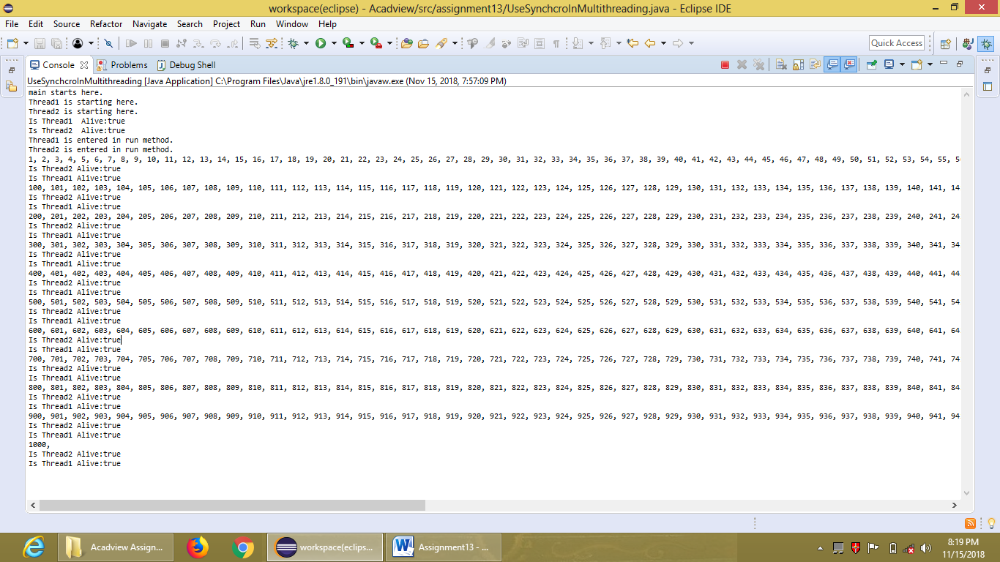 workspace(eclipse) - Acadview/src/assignment13/UseSynchcroInMultithreading.java - Eclipse IDE
File Edit Source Refactor Navigate Search Project Run Window Help
Quick Access
Console Problems Debug Shell
UseSynchcroInMultithreading [Java Application] C:\Program Files\Java\jre1.8.0_191\bin\javaw.exe (Nov 15, 2018, 7:57:09 PM)
main starts here.
Thread1 is starting here.
Thread2 is starting here.
Is Thread1  Alive:true
Is Thread2  Alive:true
Thread1 is entered in run method.
Thread2 is entered in run method.
1, 2, 3, 4, 5, 6, 7, 8, 9, 10, 11, 12, 13, 14, 15, 16, 17, 18, 19, 20, 21, 22, 23, 24, 25, 26, 27, 28, 29, 30, 31, 32, 33, 34, 35, 36, 37, 38, 39, 40, 41, 42, 43, 44, 45, 46, 47, 48, 49, 50, 51, 52, 53, 54, 55,
Is Thread2 Alive:true
Is Thread1 Alive:true
100, 101, 102, 103, 104, 105, 106, 107, 108, 109, 110, 111, 112, 113, 114, 115, 116, 117, 118, 119, 120, 121, 122, 123, 124, 125, 126, 127, 128, 129, 130, 131, 132, 133, 134, 135, 136, 137, 138, 139, 140, 141, 14
Is Thread2 Alive:true
Is Thread1 Alive:true
200, 201, 202, 203, 204, 205, 206, 207, 208, 209, 210, 211, 212, 213, 214, 215, 216, 217, 218, 219, 220, 221, 222, 223, 224, 225, 226, 227, 228, 229, 230, 231, 232, 233, 234, 235, 236, 237, 238, 239, 240, 241, 24
Is Thread2 Alive:true
Is Thread1 Alive:true
300, 301, 302, 303, 304, 305, 306, 307, 308, 309, 310, 311, 312, 313, 314, 315, 316, 317, 318, 319, 320, 321, 322, 323, 324, 325, 326, 327, 328, 329, 330, 331, 332, 333, 334, 335, 336, 337, 338, 339, 340, 341, 34
Is Thread2 Alive:true
Is Thread1 Alive:true
400, 401, 402, 403, 404, 405, 406, 407, 408, 409, 410, 411, 412, 413, 414, 415, 416, 417, 418, 419, 420, 421, 422, 423, 424, 425, 426, 427, 428, 429, 430, 431, 432, 433, 434, 435, 436, 437, 438, 439, 440, 441, 44
Is Thread2 Alive:true
Is Thread1 Alive:true
500, 501, 502, 503, 504, 505, 506, 507, 508, 509, 510, 511, 512, 513, 514, 515, 516, 517, 518, 519, 520, 521, 522, 523, 524, 525, 526, 527, 528, 529, 530, 531, 532, 533, 534, 535, 536, 537, 538, 539, 540, 541, 54
Is Thread2 Alive:true
Is Thread1 Alive:true
600, 601, 602, 603, 604, 605, 606, 607, 608, 609, 610, 611, 612, 613, 614, 615, 616, 617, 618, 619, 620, 621, 622, 623, 624, 625, 626, 627, 628, 629, 630, 631, 632, 633, 634, 635, 636, 637, 638, 639, 640, 641, 64
Is Thread2 Alive:true
Is Thread1 Alive:true
700, 701, 702, 703, 704, 705, 706, 707, 708, 709, 710, 711, 712, 713, 714, 715, 716, 717, 718, 719, 720, 721, 722, 723, 724, 725, 726, 727, 728, 729, 730, 731, 732, 733, 734, 735, 736, 737, 738, 739, 740, 741, 74
Is Thread2 Alive:true
Is Thread1 Alive:true
800, 801, 802, 803, 804, 805, 806, 807, 808, 809, 810, 811, 812, 813, 814, 815, 816, 817, 818, 819, 820, 821, 822, 823, 824, 825, 826, 827, 828, 829, 830, 831, 832, 833, 834, 835, 836, 837, 838, 839, 840, 841, 84
Is Thread2 Alive:true
Is Thread1 Alive:true
900, 901, 902, 903, 904, 905, 906, 907, 908, 909, 910, 911, 912, 913, 914, 915, 916, 917, 918, 919, 920, 921, 922, 923, 924, 925, 926, 927, 928, 929, 930, 931, 932, 933, 934, 935, 936, 937, 938, 939, 940, 941, 94
Is Thread2 Alive:true
Is Thread1 Alive:true
1000,
Is Thread2 Alive:true
Is Thread1 Alive:true
Acadview Assign... workspace(eclips... Assignment13 - ...
8:19 PM
11/15/2018